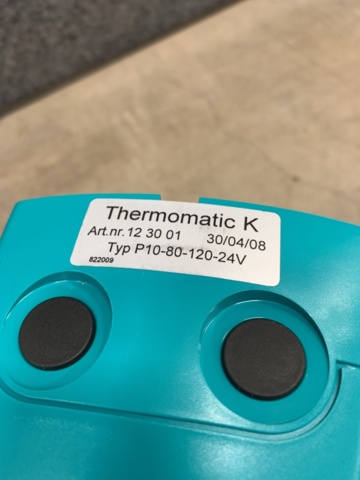 Thermomatic K
Art.nr. 12 30 01 30/04/08
Typ P10-80-120-24V
822009